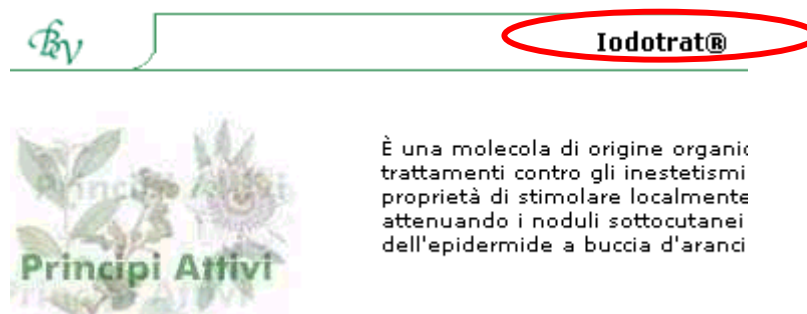 Iodotrat®
È una molecola di origine organic
trattamenti contro gli inestetismi
proprietà di stimolare localmente
attenuando i noduli sottocutanei
dell'epidermide a buccia d'aranci
Principi Attivi